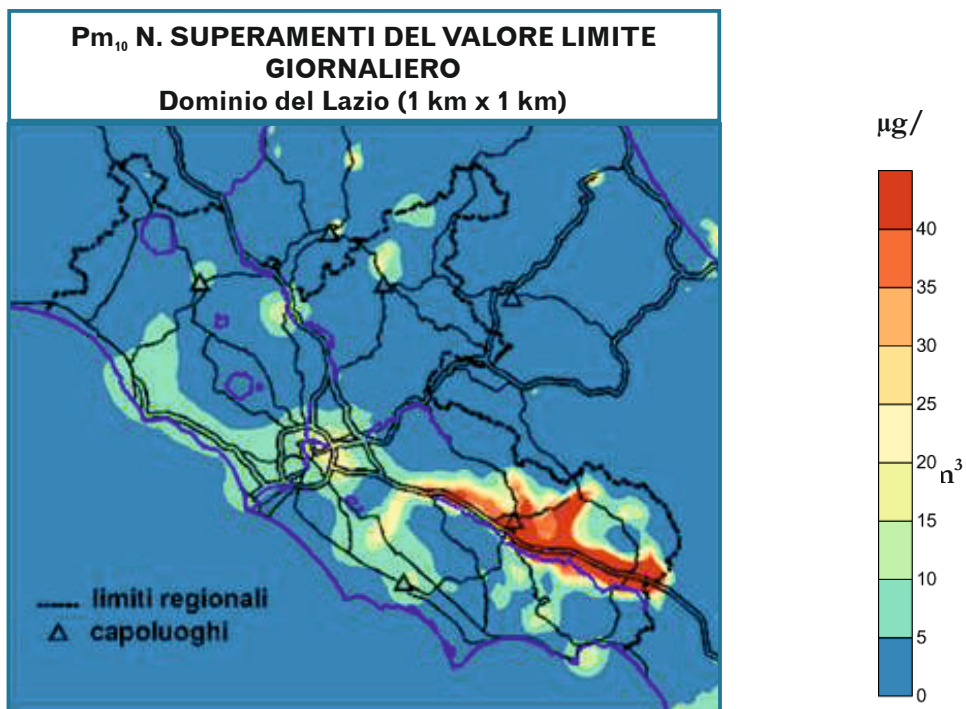 Pm₁₀ N. SUPERAMENTI DEL VALORE LIMITE
GIORNALIERO
Dominio del Lazio (1 km x 1 km)
limiti regionali
capoluoghi
µg/
40
35
30
25
20
n³
15
10
5
0